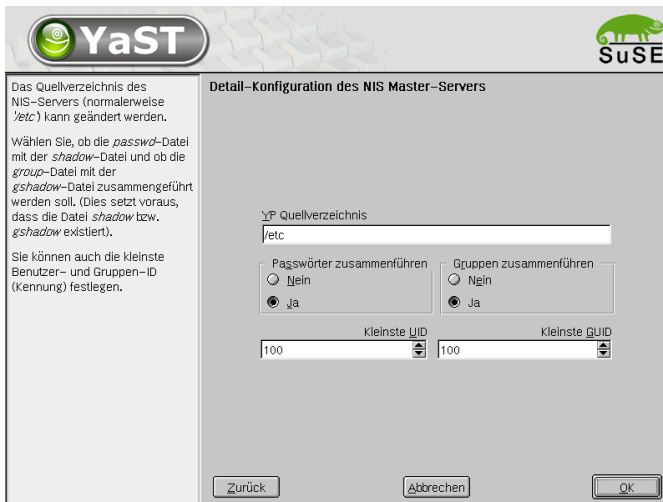 YaST
SuSE
Das Quellverzeichnis des
NIS–Servers (normalerweise
'/etc') kann geändert werden.
Wählen Sie, ob die passwd–Datei
mit der shadow–Datei und ob die
group–Datei mit der
gshadow–Datei zusammengeführt
werden soll. (Dies setzt voraus,
dass die Datei shadow bzw.
gshadow existiert).
Sie können auch die kleinste
Benutzer– und Gruppen–ID
(Kennung) festlegen.
Detail–Konfiguration des NIS Master–Servers
YP Quellverzeichnis
/etc
Passwörter zusammenführen
Nein
Ja
Gruppen zusammenführen
Nein
Ja
Kleinste UID
100
Kleinste GUID
100
Zurück
Abbrechen
OK